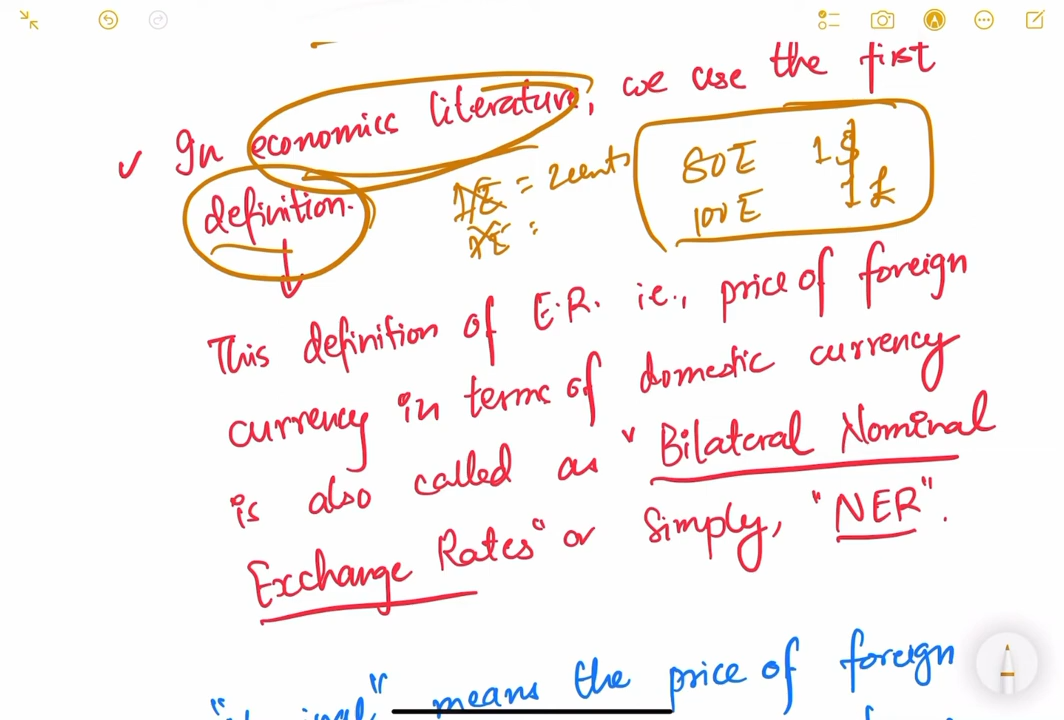 ✓ In economics literature, we use the first
definition.
= 2cents
80 1$
100 1£
This definition of E.R. i.e., price of foreign
currency in terms of domestic currency
is also called as "Bilateral Nominal
Exchange Rates" or simply, "NER".
means the price of foreign